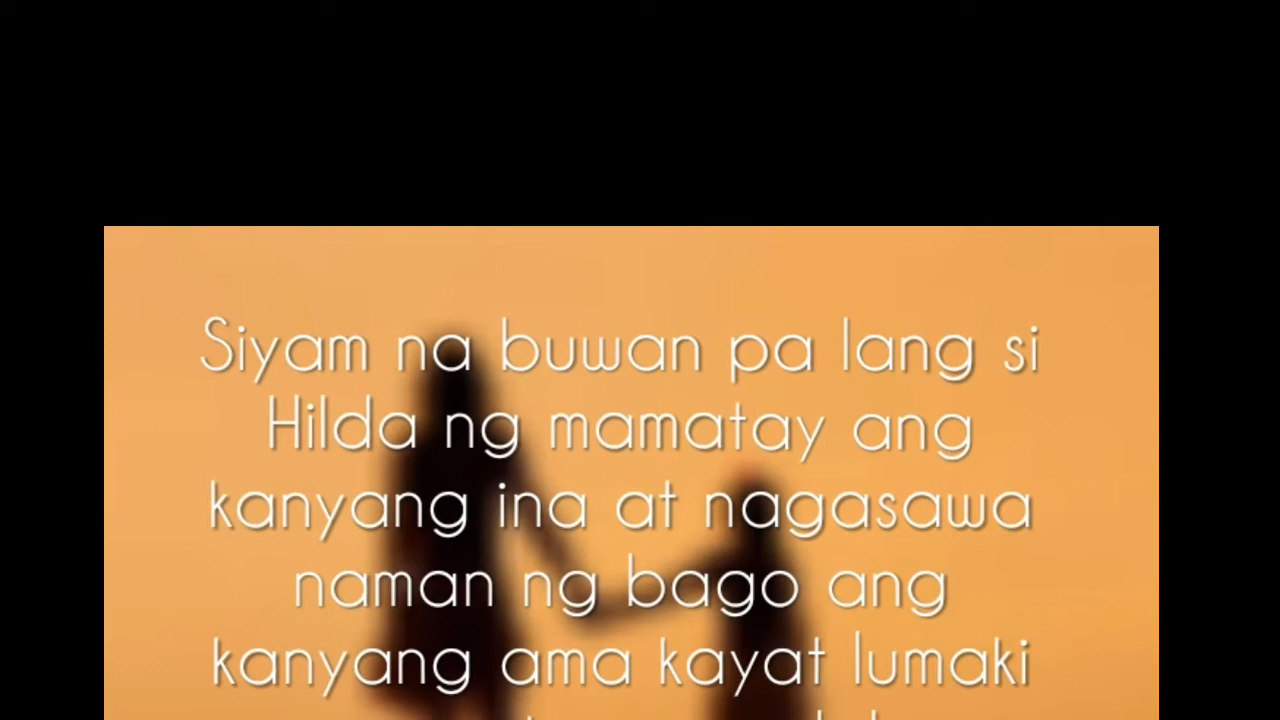 Siyam na buwan pa lang si
Hilda ng mamatay ang
kanyang ina at nagasawa
naman ng bago ang
kanyang ama kayat lumaki